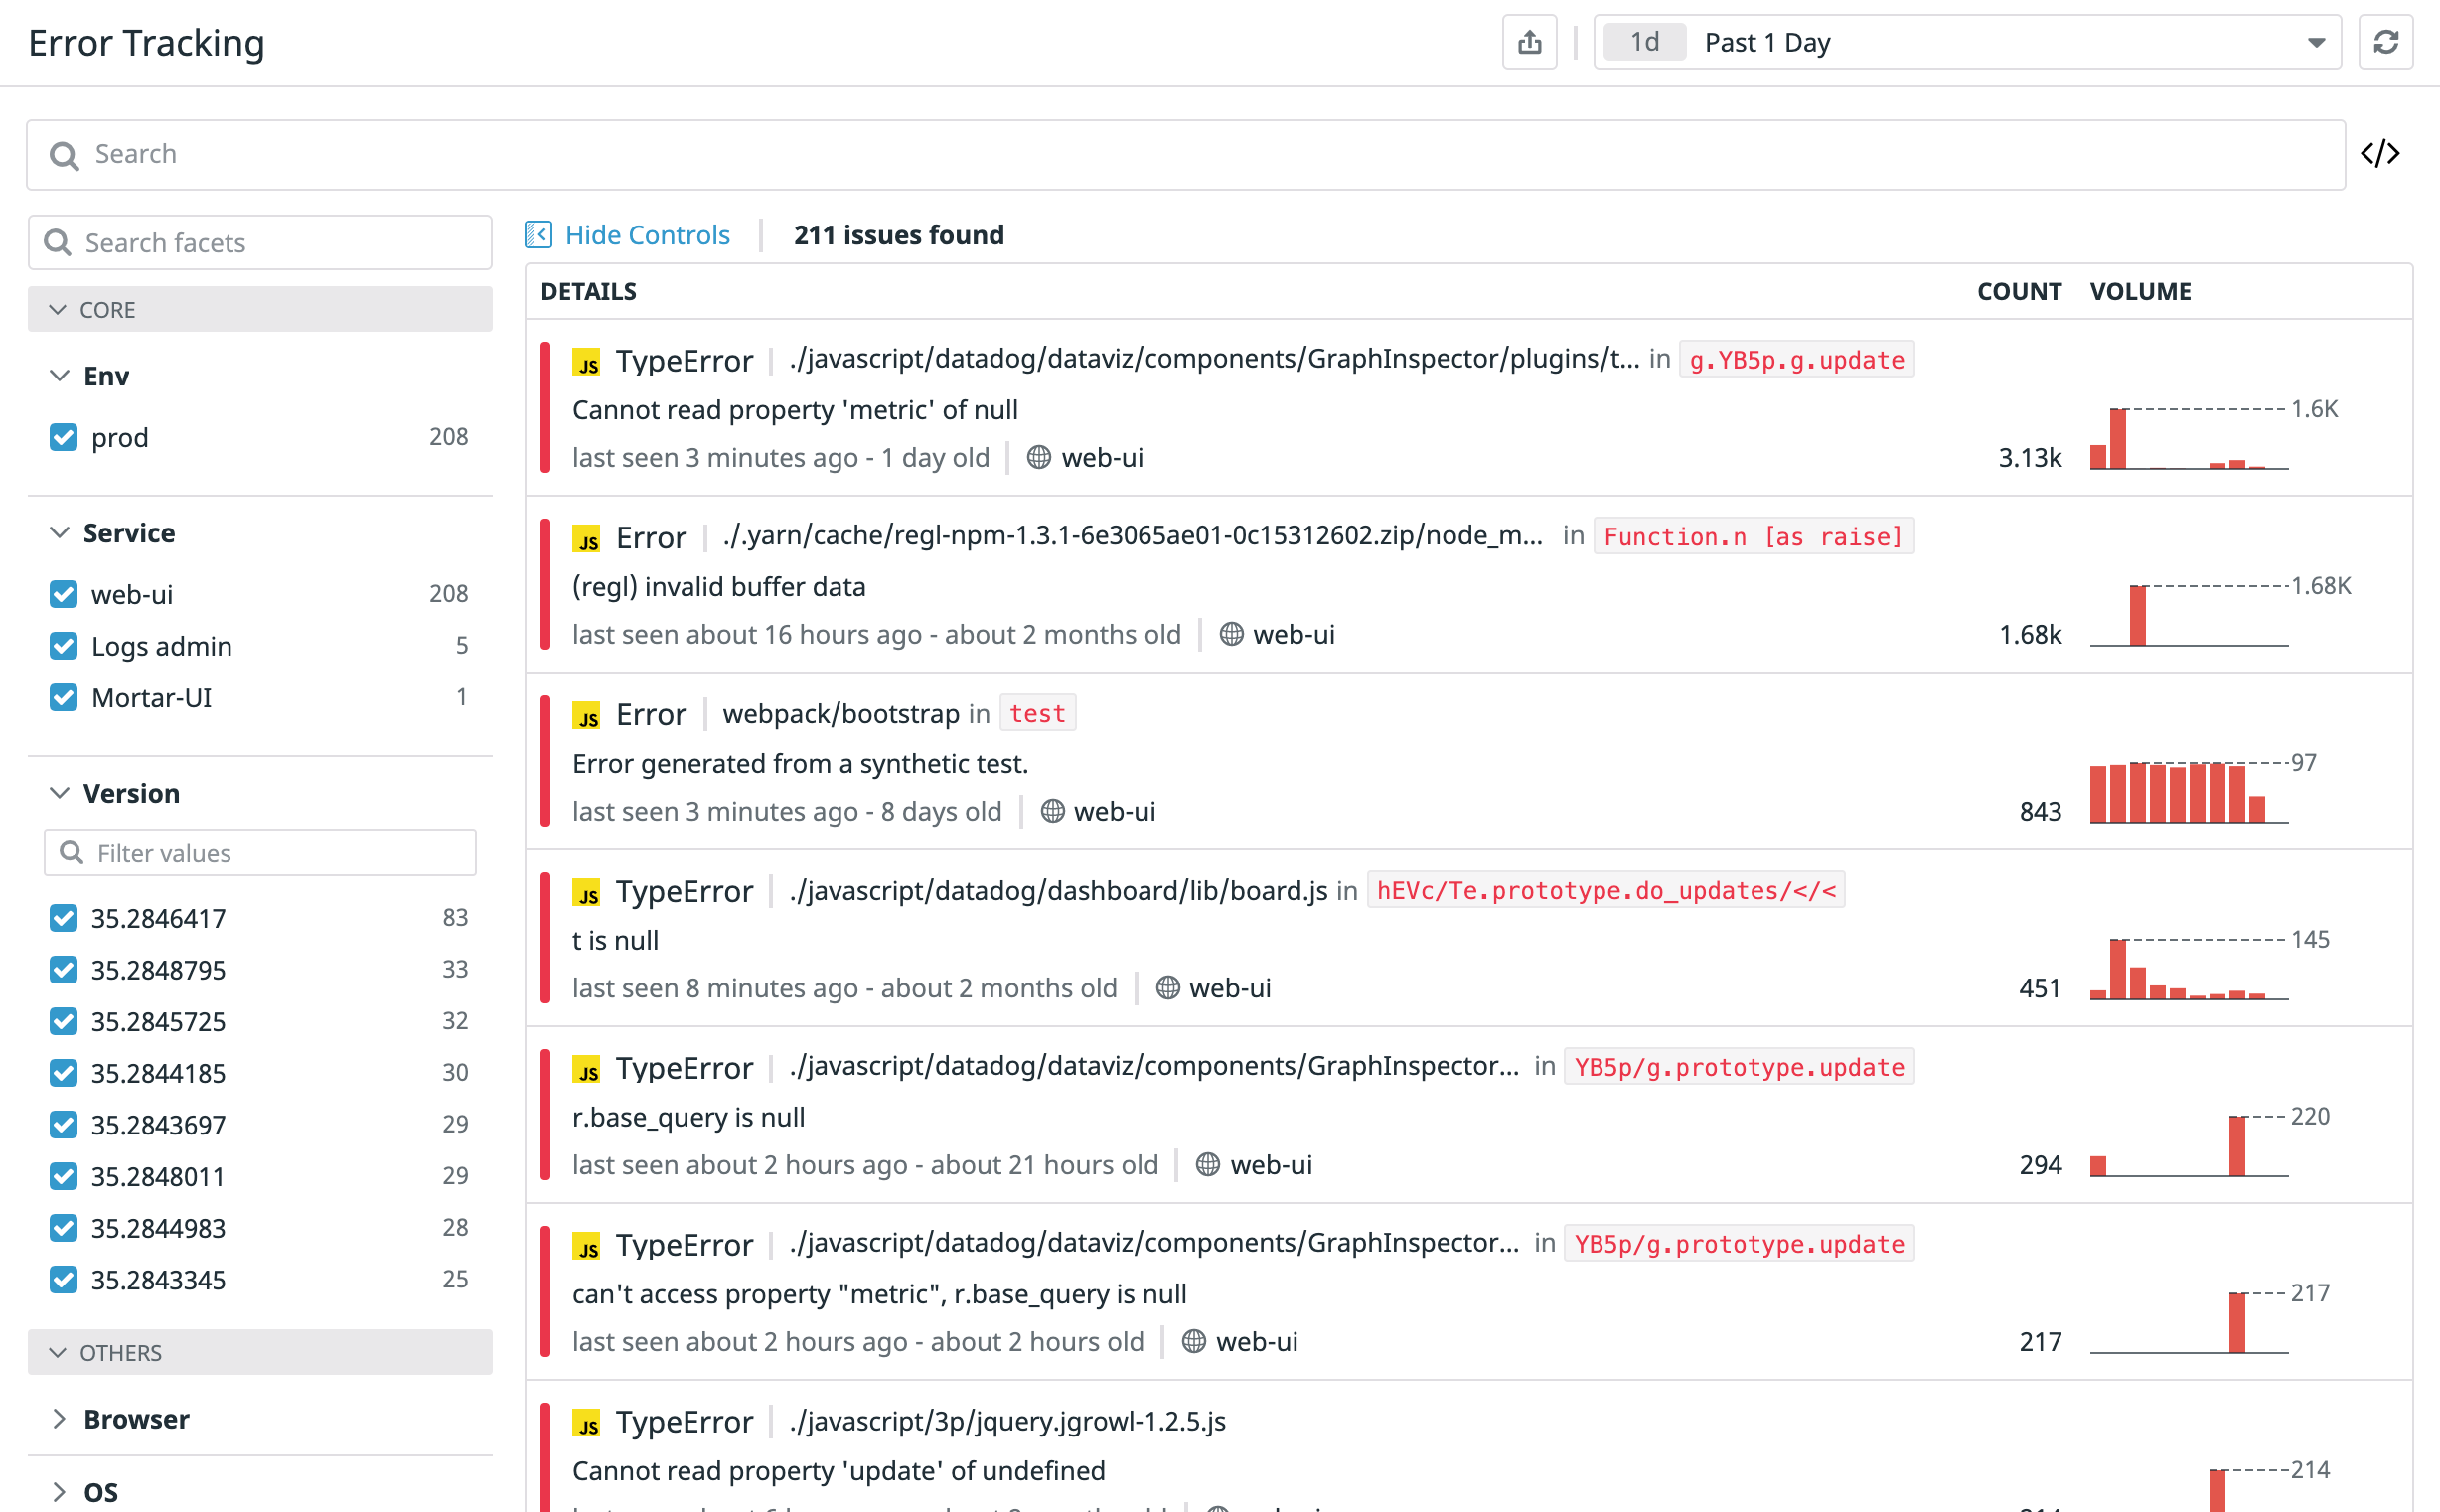 Error Tracking
1d Past 1 Day
Search
</>
Search facets
CORE
Env
prod 208
Service
web-ui 208
Logs admin 5
Mortar-UI 1
Version
Filter values
35.2846417 83
35.2848795 33
35.2845725 32
35.2844185 30
35.2843697 29
35.2848011 29
35.2844983 28
35.2843345 25
OTHERS
Browser
OS
Hide Controls 211 issues found
DETAILS COUNT VOLUME
JS TypeError ./javascript/datadog/dataviz/components/GraphInspector/plugins/t... in g.YB5p.g.update
Cannot read property 'metric' of null
1.6K
last seen 3 minutes ago - 1 day old web-ui 3.13k
JS Error ./.yarn/cache/regl-npm-1.3.1-6e3065ae01-0c15312602.zip/node_m... in Function.n [as raise]
(regl) invalid buffer data 1.68K
last seen about 16 hours ago - about 2 months old web-ui 1.68k
JS Error webpack/bootstrap in test
Error generated from a synthetic test. 97
last seen 3 minutes ago - 8 days old web-ui 843
JS TypeError ./javascript/datadog/dashboard/lib/board.js in hEVc/Te.prototype.do_updates/</<
t is null 145
last seen 8 minutes ago - about 2 months old web-ui 451
JS TypeError ./javascript/datadog/dataviz/components/GraphInspector... in YB5p/g.prototype.update
r.base_query is null 220
last seen about 2 hours ago - about 21 hours old web-ui 294
JS TypeError ./javascript/datadog/dataviz/components/GraphInspector... in YB5p/g.prototype.update
can't access property "metric", r.base_query is null 217
last seen about 2 hours ago - about 2 hours old web-ui 217
JS TypeError ./javascript/3p/jquery.jgrowl-1.2.5.js
Cannot read property 'update' of undefined 214